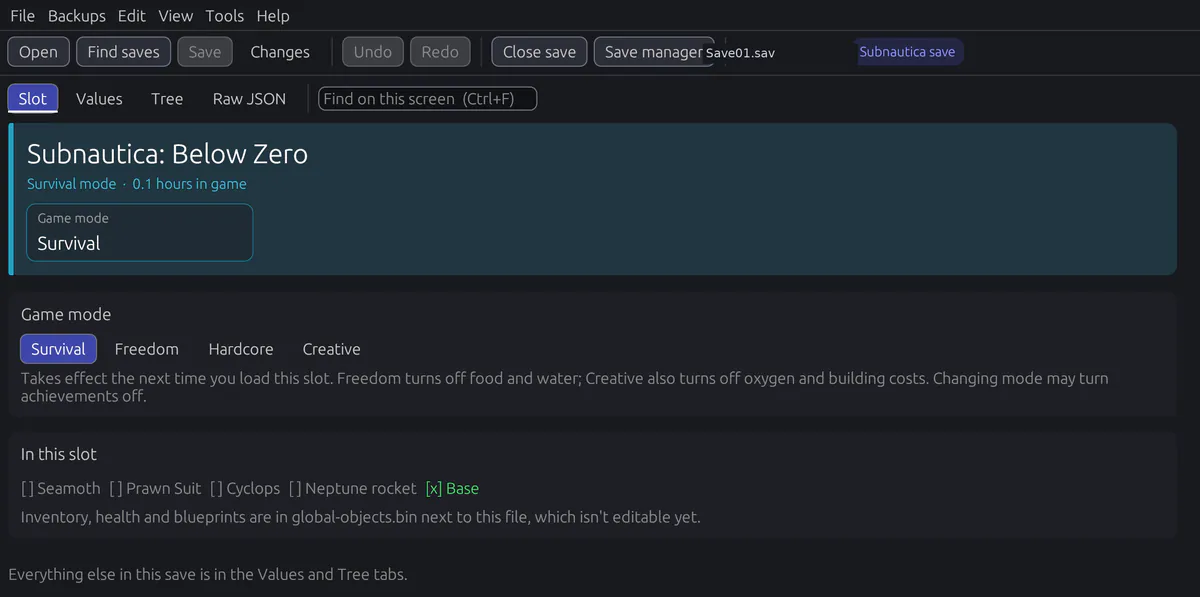 File Backups Edit View Tools Help
Open Find saves Save Changes Undo Redo Close save Save manager Save01.sav Subnautica save
Slot Values Tree Raw JSON Find on this screen (Ctrl+F)
Subnautica: Below Zero
Survival mode · 0.1 hours in game
Game mode
Survival
Game mode
Survival Freedom Hardcore Creative
Takes effect the next time you load this slot. Freedom turns off food and water; Creative also turns off oxygen and building costs. Changing mode may turn
achievements off.
In this slot
[ ] Seamoth [ ] Prawn Suit [ ] Cyclops [ ] Neptune rocket [x] Base
Inventory, health and blueprints are in global-objects.bin next to this file, which isn't editable yet.
Everything else in this save is in the Values and Tree tabs.